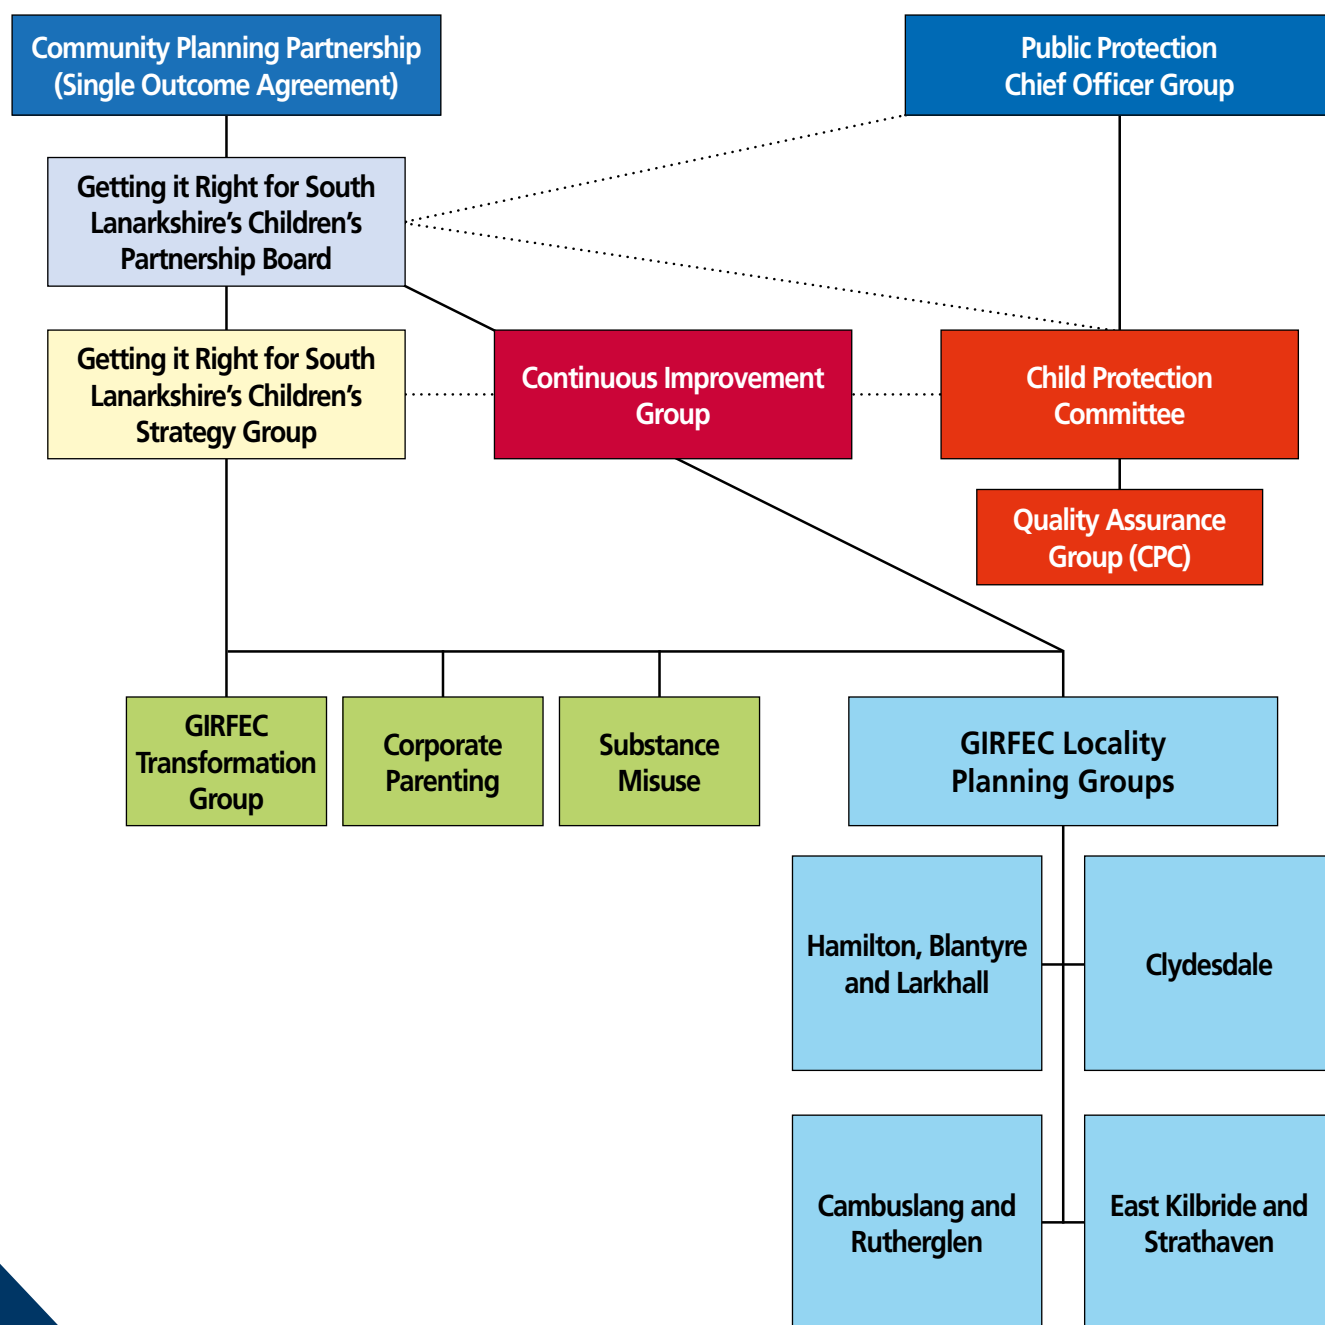 Community Planning Partnership
(Single Outcome Agreement)
Public Protection
Chief Officer Group
Getting it Right for South
Lanarkshire’s Children’s
Partnership Board
Getting it Right for South
Lanarkshire’s Children’s
Strategy Group
Continuous Improvement
Group
Child Protection
Committee
Quality Assurance
Group (CPC)
GIRFEC
Transformation
Group
Corporate
Parenting
Substance
Misuse
GIRFEC Locality
Planning Groups
Hamilton, Blantyre
and Larkhall
Clydesdale
Cambuslang and
Rutherglen
East Kilbride and
Strathaven